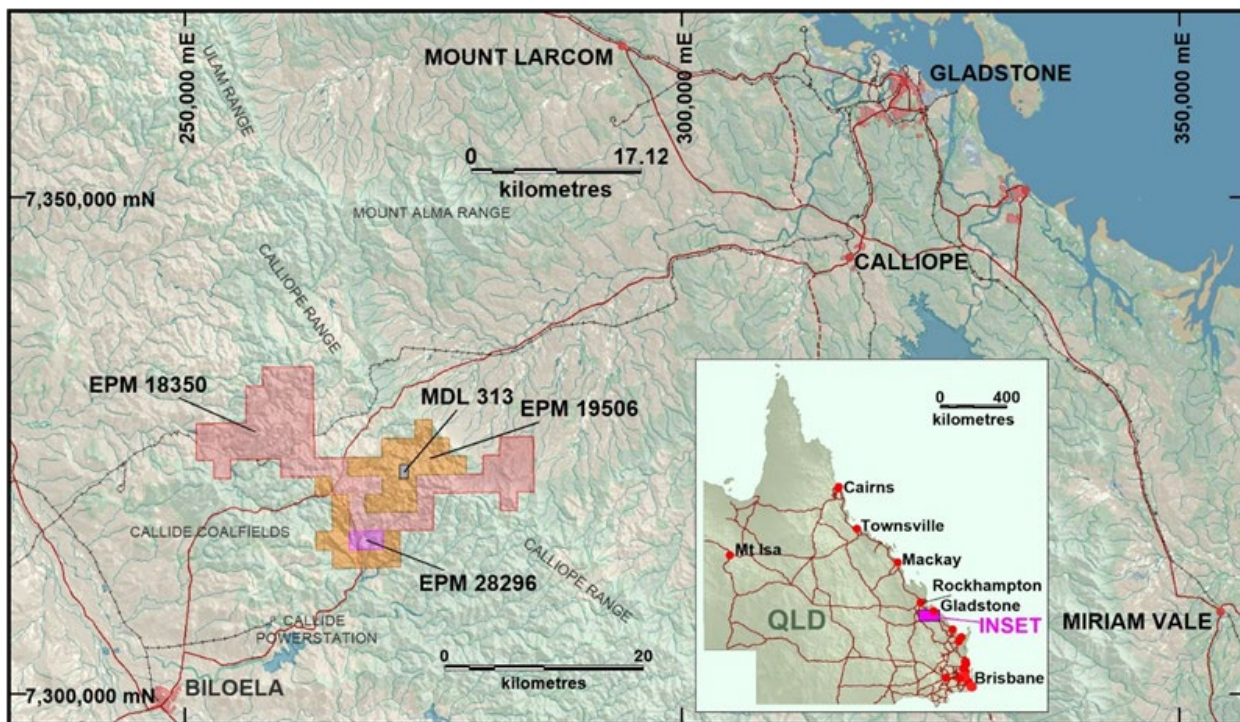 250,000 mE
300,000 mE
350,000 mE
ULAM RANGE
MOUNT LARCOM
GLADSTONE
0 17.12
kilometres
7,350,000 mN
MOUNT ALMA RANGE
CALLIOPE RANGE
CALLIOPE
EPM 18350
MDL 313
EPM 19506
CALLIDE COALFIELDS
EPM 28296
CALLIOPE RANGE
CALLIDE
POWERSTATION
0 20
kilometres
BILOELA
7,300,000 mN
MIRIAM VALE
0 400
kilometres
Cairns
Townsville
Mt Isa
Mackay
Rockhampton
Gladstone
INSET
QLD
Brisbane